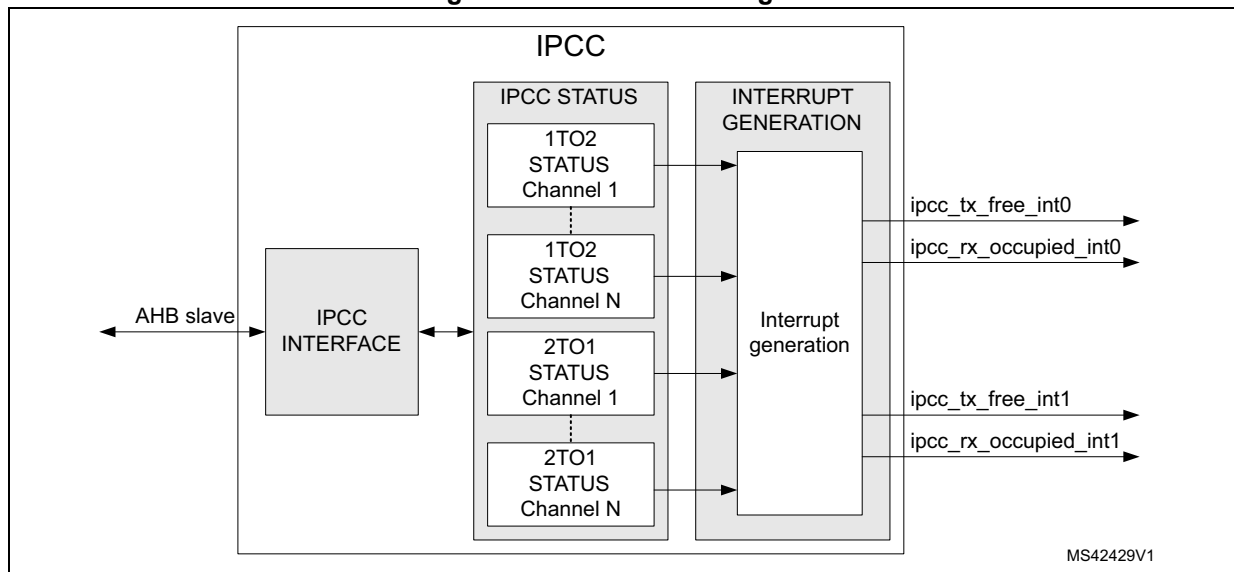 IPCC
IPCC STATUS
INTERRUPT
GENERATION
1TO2
STATUS
Channel 1
1TO2
STATUS
Channel N
2TO1
STATUS
Channel 1
2TO1
STATUS
Channel N
AHB slave
IPCC
INTERFACE
Interrupt
generation
ipcc_tx_free_int0
ipcc_rx_occupied_int0
ipcc_tx_free_int1
ipcc_rx_occupied_int1
MS42429V1